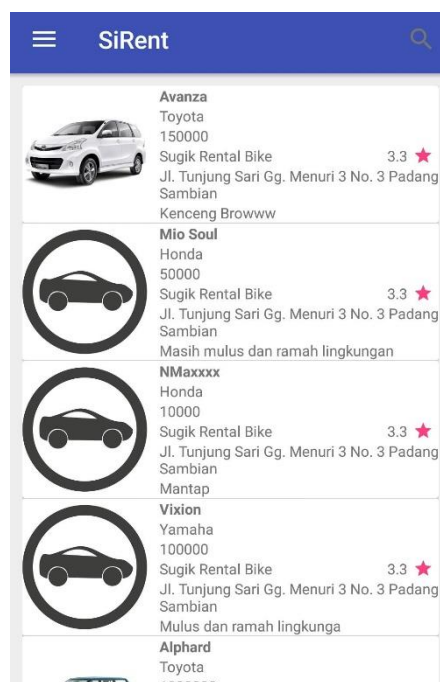 SiRent
Avanza
Toyota
150000
Sugik Rental Bike 3.3
Jl. Tunjung Sari Gg. Menuri 3 No. 3 Padang
Sambian
Kenceng Browww
Mio Soul
Honda
50000
Sugik Rental Bike 3.3
Jl. Tunjung Sari Gg. Menuri 3 No. 3 Padang
Sambian
Masih mulus dan ramah lingkungan
NMaxxxx
Honda
10000
Sugik Rental Bike 3.3
Jl. Tunjung Sari Gg. Menuri 3 No. 3 Padang
Sambian
Mantap
Vixion
Yamaha
100000
Sugik Rental Bike 3.3
Jl. Tunjung Sari Gg. Menuri 3 No. 3 Padang
Sambian
Mulus dan ramah lingkunga
Alphard
Toyota